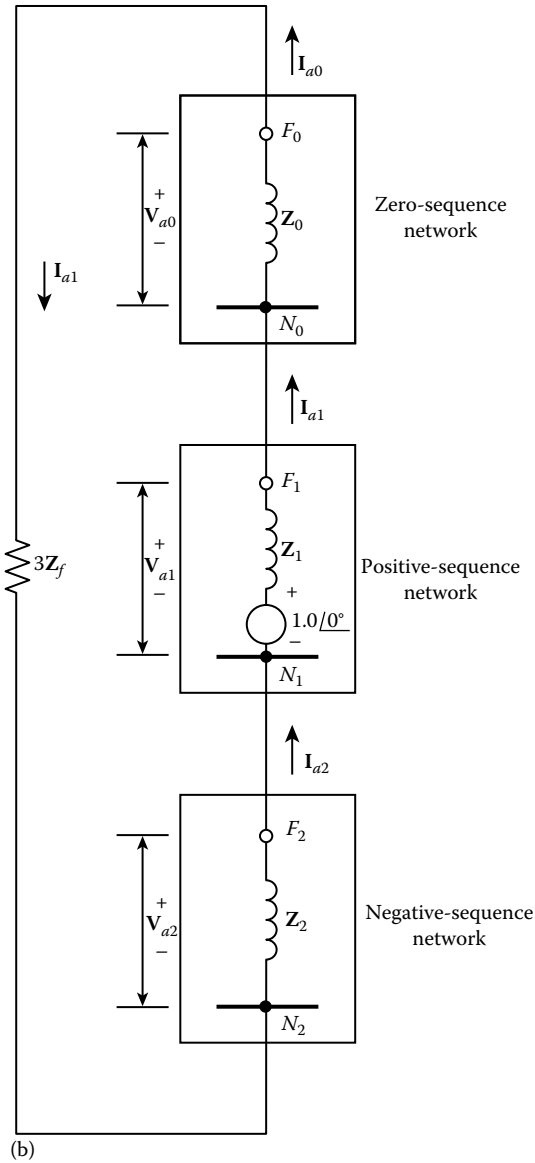 I_a0
F_0
+
V_a0
−
Z_0
Zero-sequence
network
I_a1
N_0
I_a1
F_1
+
V_a1
−
Z_1
+
1.0/0°
−
Positive-sequence
network
3Z_f
N_1
I_a2
F_2
+
V_a2
−
Z_2
Negative-sequence
network
N_2
(b)